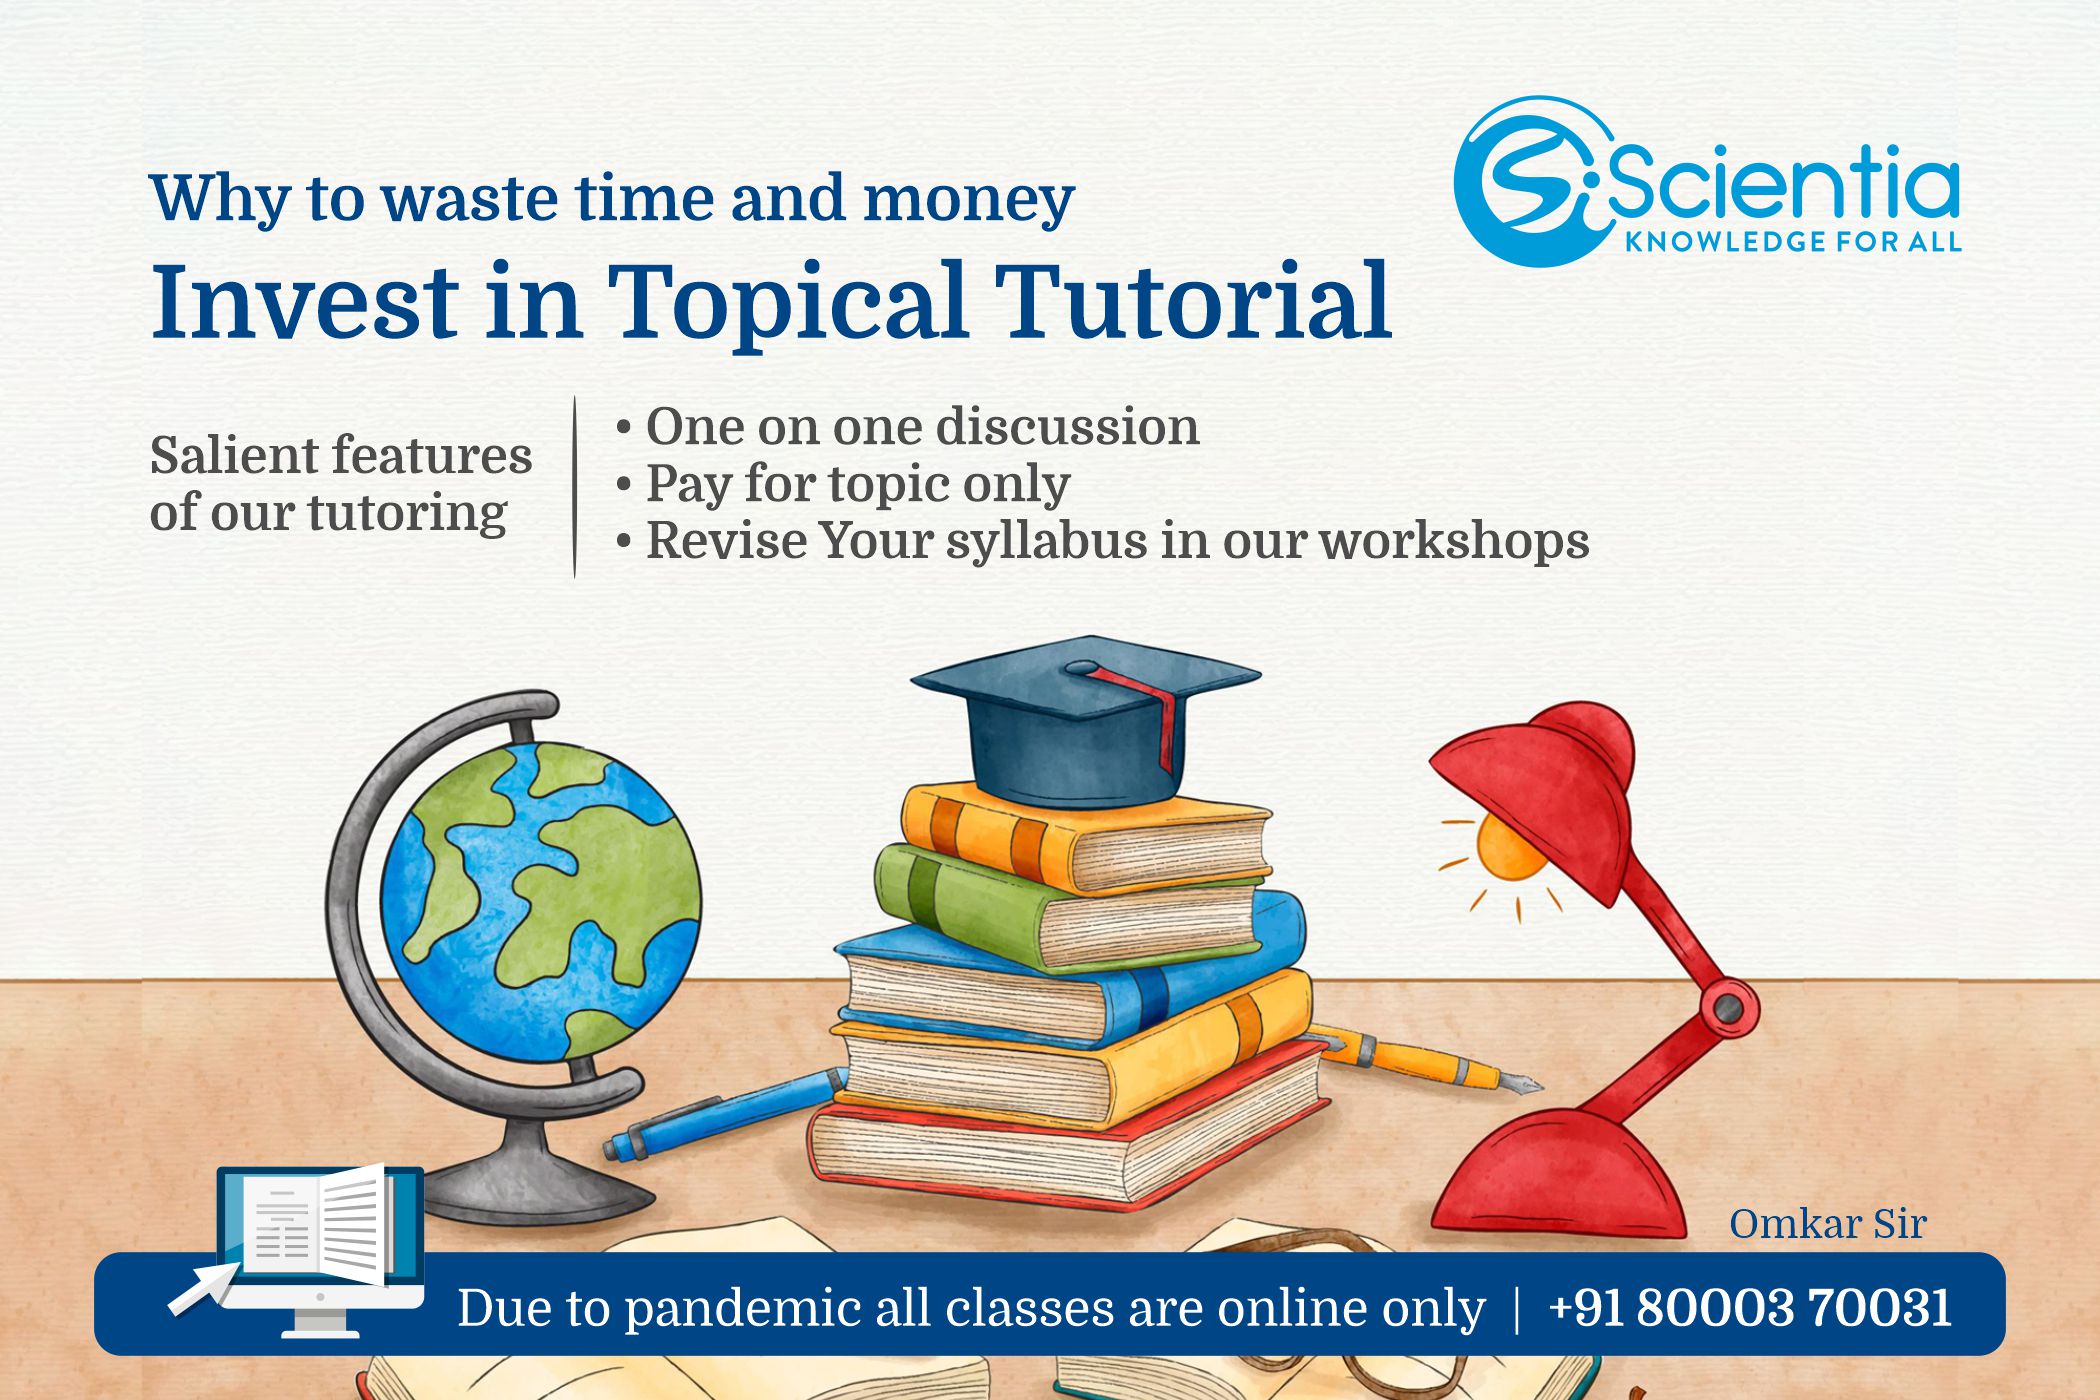 Why to waste time and money
Invest in Topical Tutorial
Scientia
KNOWLEDGE FOR ALL
Salient features
of our tutoring
• One on one discussion
• Pay for topic only
• Revise Your syllabus in our workshops
Omkar Sir
Due to pandemic all classes are online only | +91 80003 70031